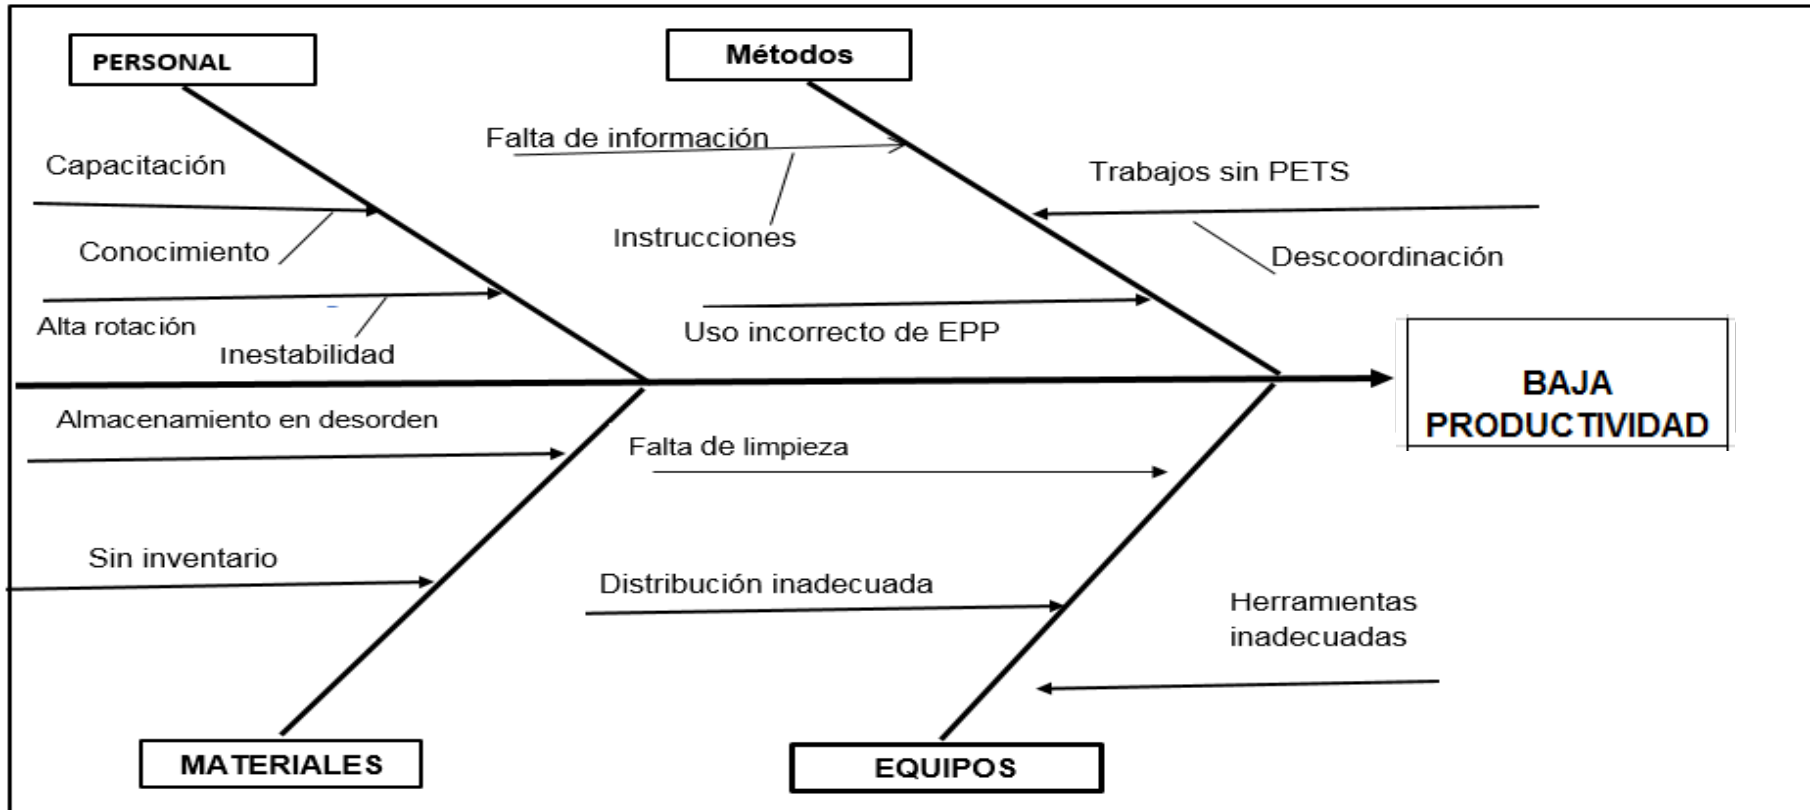 PERSONAL
Métodos
Falta de información
Capacitación
Trabajos sin PETS
Instrucciones
Conocimiento
Descoordinación
Alta rotación
Uso incorrecto de EPP
Inestabilidad
BAJA
PRODUCTIVIDAD
Almacenamiento en desorden
Falta de limpieza
Sin inventario
Distribución inadecuada
Herramientas
inadecuadas
MATERIALES
EQUIPOS